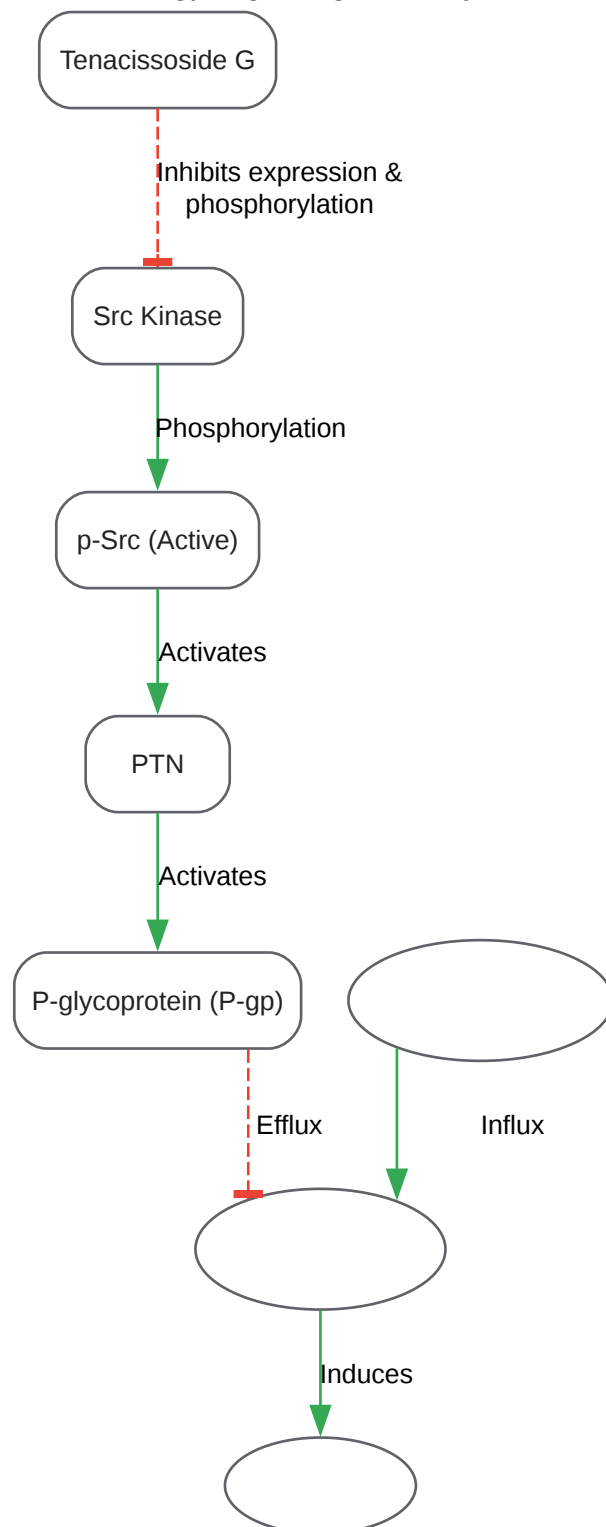 Tenacissoside G
Inhibits expression &
phosphorylation
Src Kinase
Phosphorylation
p-Src (Active)
Activates
PTN
Activates
P-glycoprotein (P-gp)
Efflux
Influx
Induces